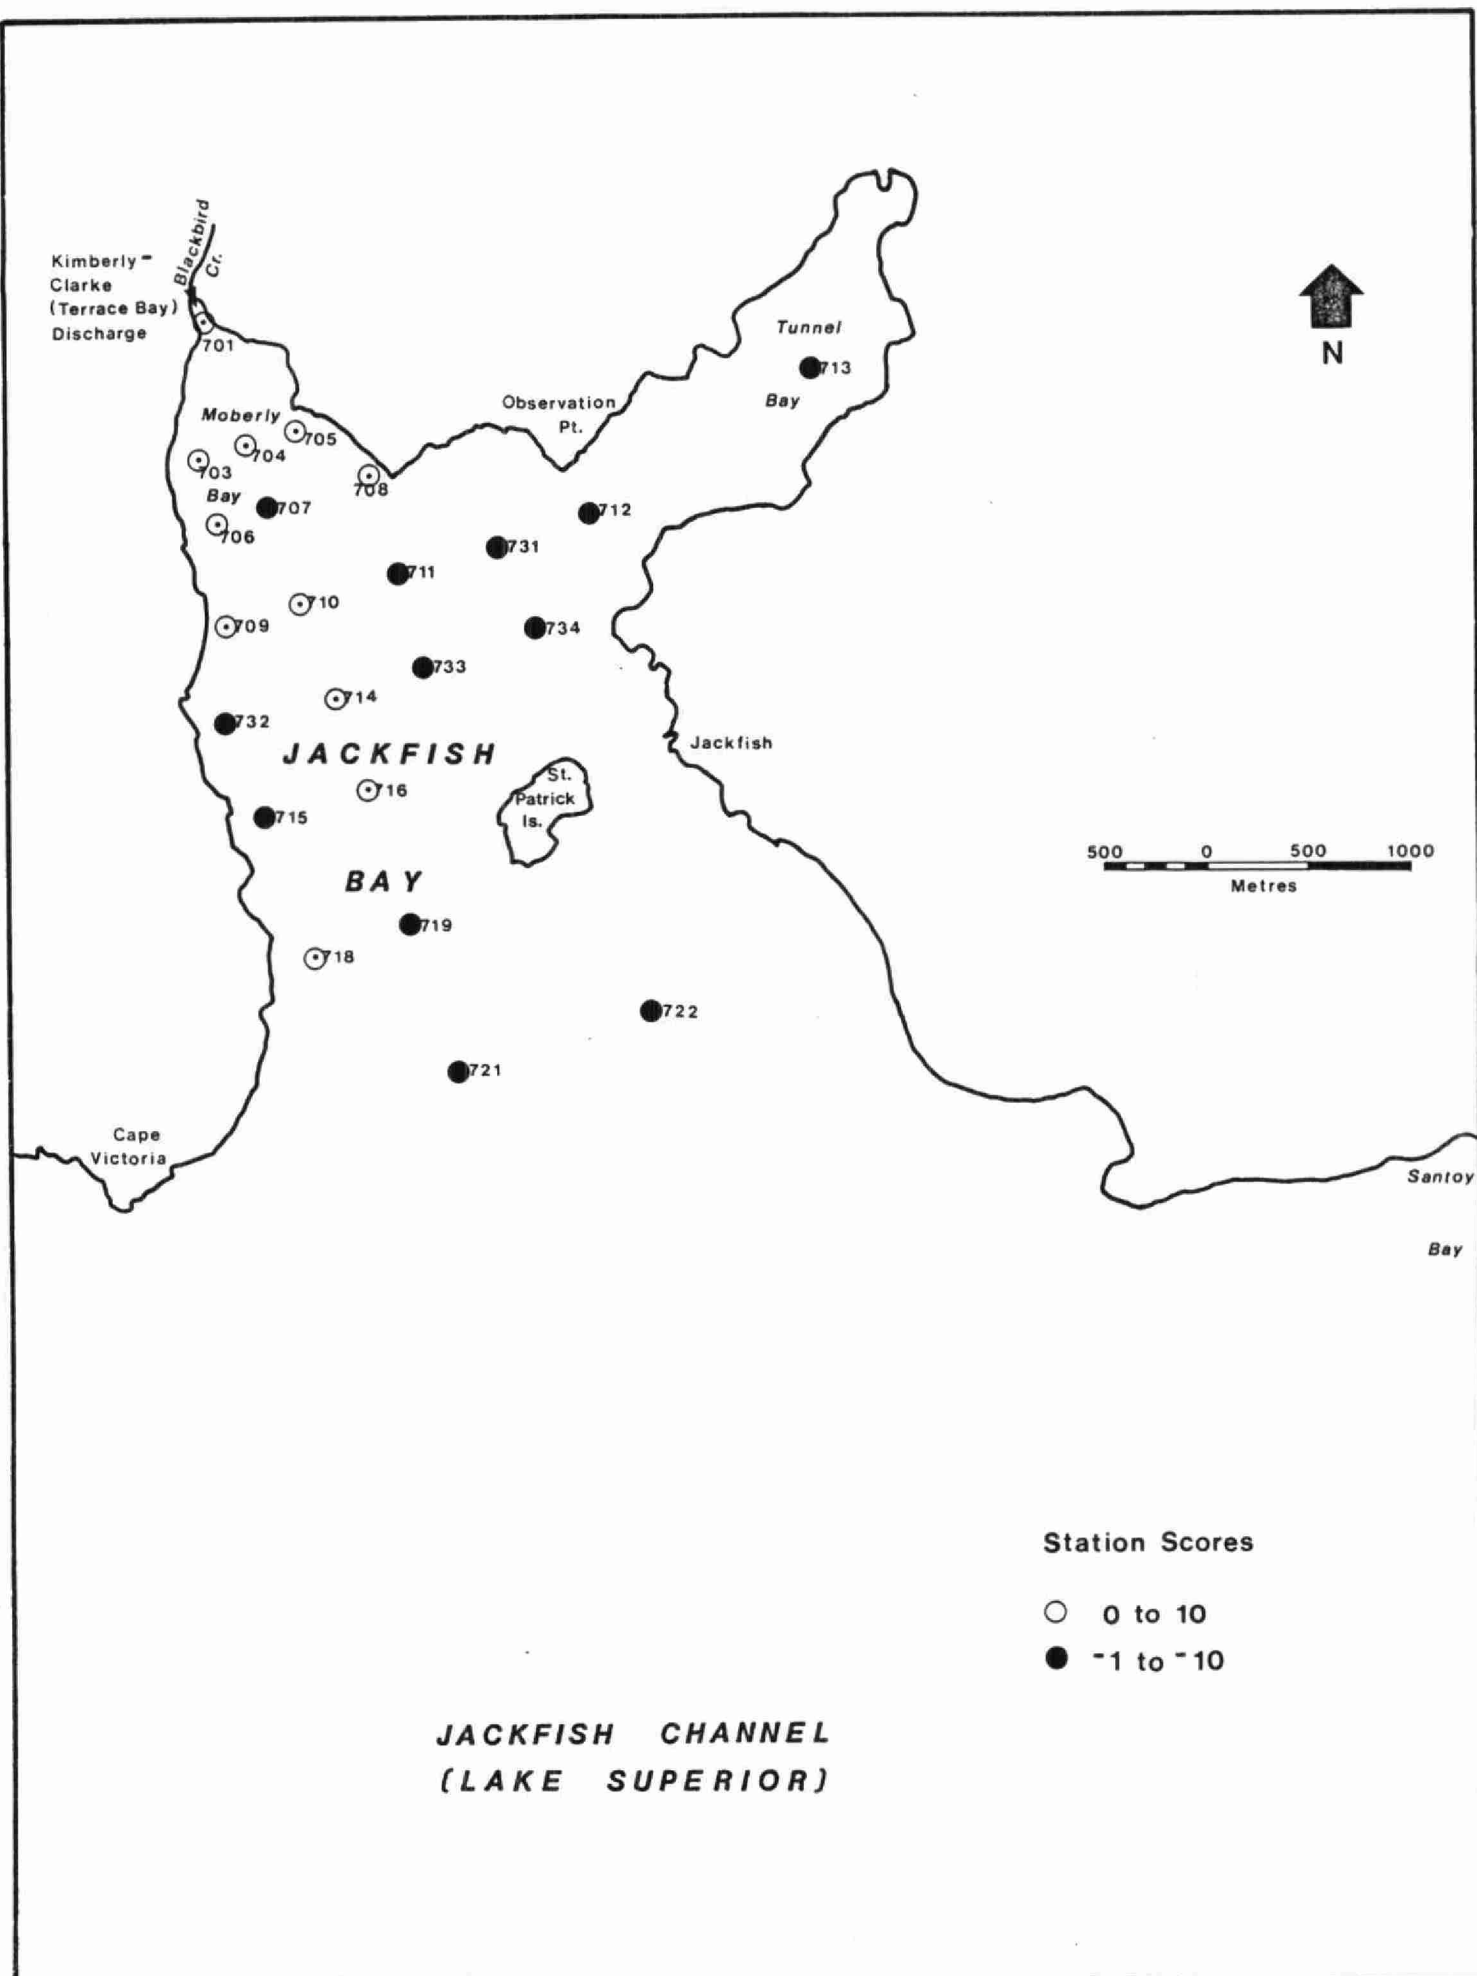 Blackbird
Cr.
Kimberly-
Clarke
(Terrace Bay)
Discharge
701
Tunnel
713
Bay
N
Observation
Pt.
Moberly
705
704
703
708
Bay
707
706
712
731
711
710
709
734
733
714
732
JACKFISH
Jackfish
716
St.
Patrick
Is.
715
500 0 500 1000
Metres
BAY
719
718
722
721
Cape
Victoria
Santoy
Bay
Station Scores
0 to 10
-1 to -10
JACKFISH CHANNEL
(LAKE SUPERIOR)